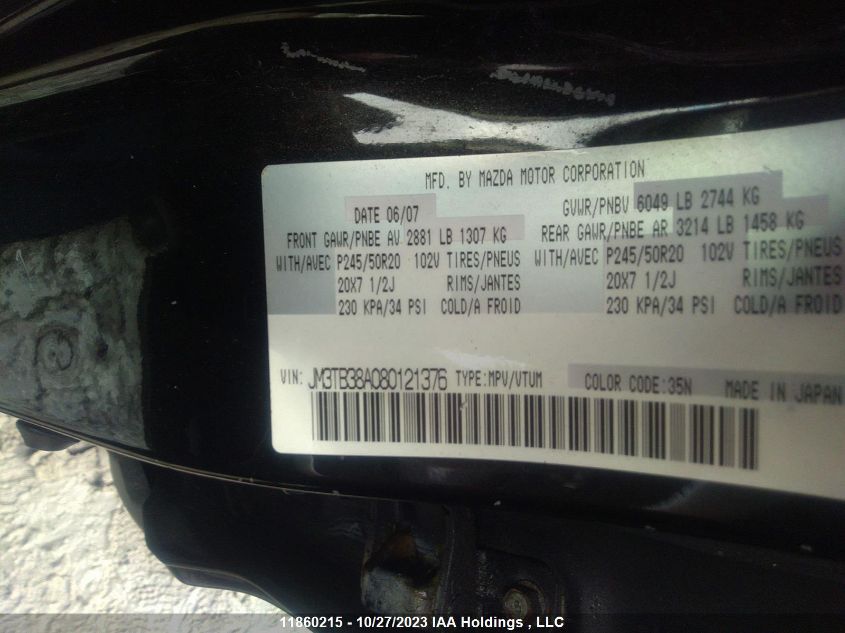 MFD. BY MAZDA MOTOR CORPORATION
DATE 06/07 GVWR/PNBV 6049 LB 2744 KG
FRONT GAWR/PNBE AV 2881 LB 1307 KG REAR GAWR/PNBE AR 3214 LB 1458 KG
WITH/AVEC P245/50R20 102V TIRES/PNEUS WITH/AVEC P245/50R20 102V TIRES/PNEUS
20X7 1/2J RIMS/JANTES 20X7 1/2J RIMS/JANTES
230 KPA/34 PSI COLD/A FROID 230 KPA/34 PSI COLD/A FROID
VIN: JM3TB38A080121376 TYPE:MPV/VTUM COLOR CODE:35N MADE IN JAPAN
11860215 - 10/27/2023 IAA Holdings , LLC